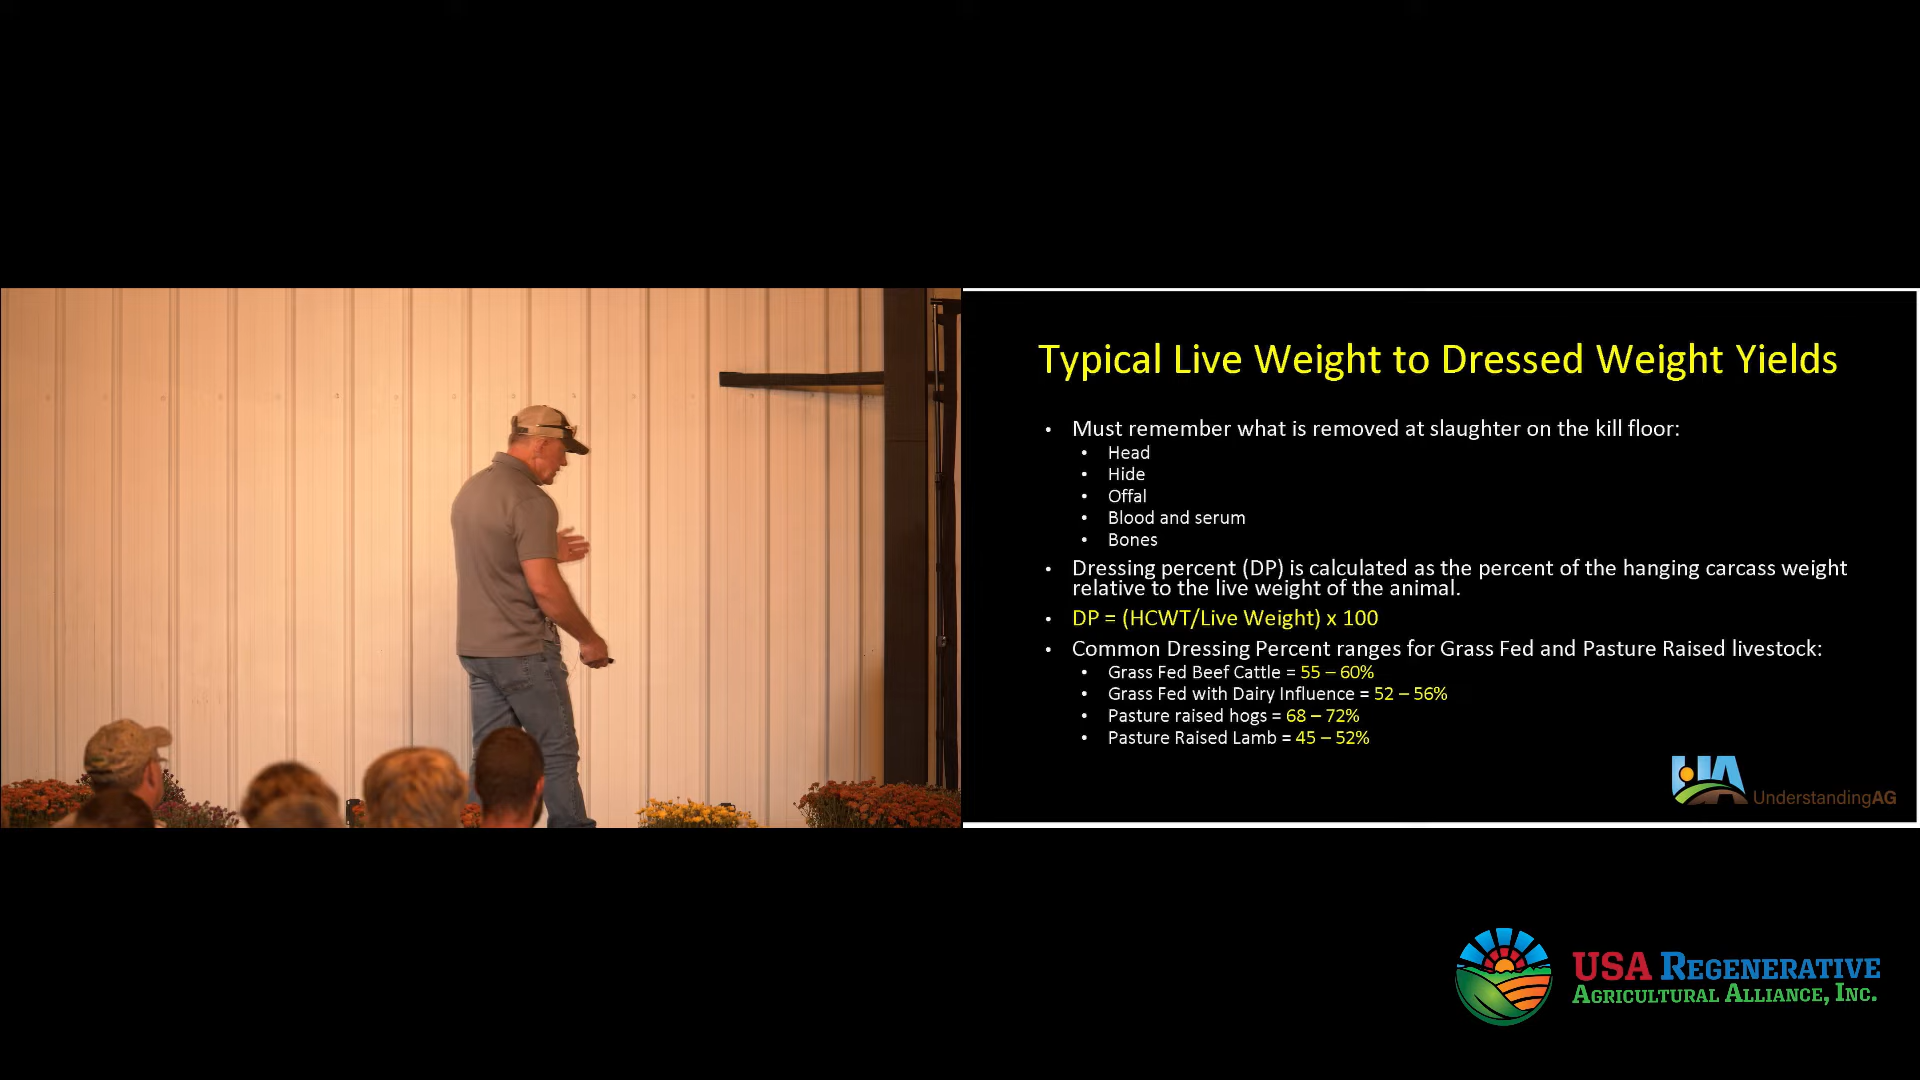 Typical Live Weight to Dressed Weight Yields
• Must remember what is removed at slaughter on the kill floor:
• Head
• Hide
• Offal
• Blood and serum
• Bones
• Dressing percent (DP) is calculated as the percent of the hanging carcass weight
relative to the live weight of the animal.
• DP = (HCWT/Live Weight) x 100
• Common Dressing Percent ranges for Grass Fed and Pasture Raised livestock:
• Grass Fed Beef Cattle = 55 – 60%
• Grass Fed with Dairy Influence = 52 – 56%
• Pasture raised hogs = 68 – 72%
• Pasture Raised Lamb = 45 – 52%
UA UnderstandingAG
USA REGENERATIVE
AGRICULTURAL ALLIANCE, INC.